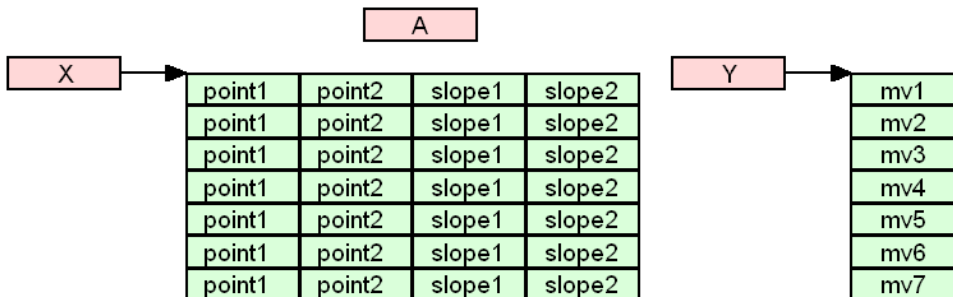 A
X Y
point1 point2 slope1 slope2 mv1
point1 point2 slope1 slope2 mv2
point1 point2 slope1 slope2 mv3
point1 point2 slope1 slope2 mv4
point1 point2 slope1 slope2 mv5
point1 point2 slope1 slope2 mv6
point1 point2 slope1 slope2 mv7